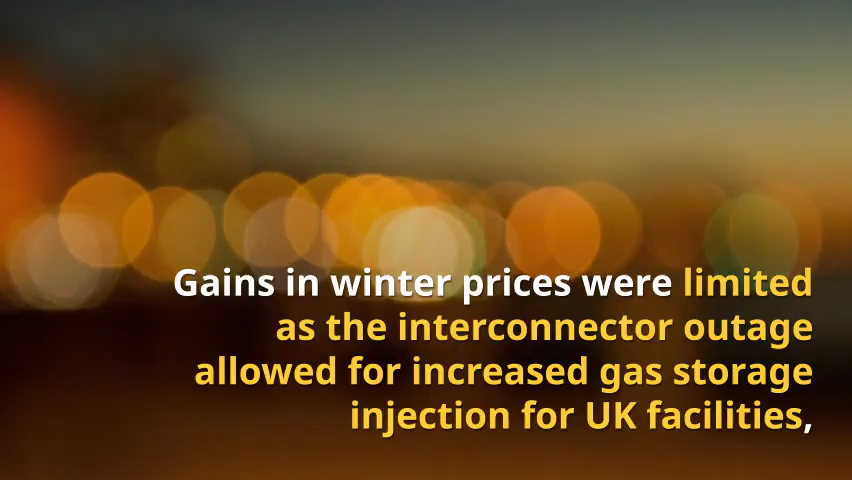 Gains in winter prices were limited
as the interconnector outage
allowed for increased gas storage
injection for UK facilities,